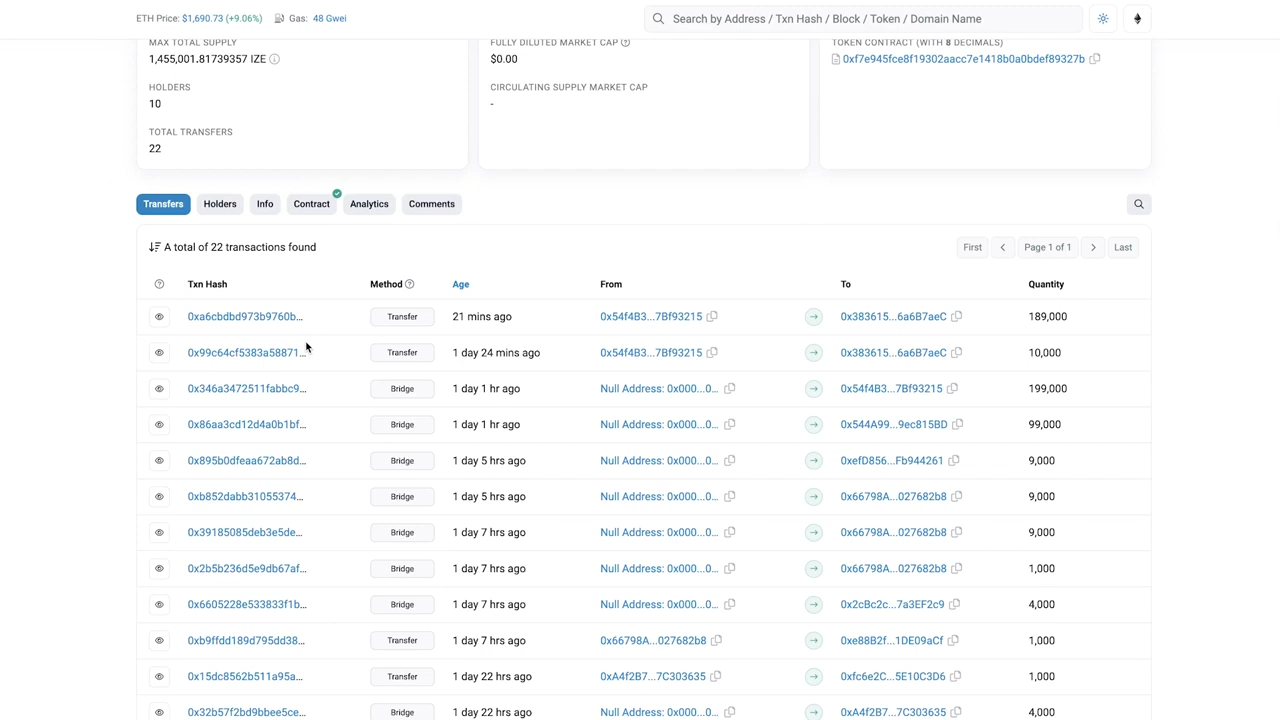 ETH Price: $1,690.73 (+9.06%) Gas: 48 Gwei
Search by Address / Txn Hash / Block / Token / Domain Name
MAX TOTAL SUPPLY
1,455,001.81739357 IZE
HOLDERS
10
TOTAL TRANSFERS
22
FULLY DILUTED MARKET CAP
$0.00
CIRCULATING SUPPLY MARKET CAP
-
TOKEN CONTRACT (WITH 8 DECIMALS)
0xf7e945fce8f19302aacc7e1418b0a0bdef89327b
Transfers Holders Info Contract Analytics Comments
A total of 22 transactions found First Page 1 of 1 Last
Txn Hash Method Age From To Quantity
0xa6cbdbd973b9760b... Transfer 21 mins ago 0x54f4B3...7Bf93215 0x383615...6a6B7aeC 189,000
0x99c64cf5383a58871... Transfer 1 day 24 mins ago 0x54f4B3...7Bf93215 0x383615...6a6B7aeC 10,000
0x346a3472511fabbc9... Bridge 1 day 1 hr ago Null Address: 0x000...0... 0x54f4B3...7Bf93215 199,000
0x86aa3cd12d4a0b1bf... Bridge 1 day 1 hr ago Null Address: 0x000...0... 0x544A99...9ec815BD 99,000
0x895b0dfeaa672ab8d... Bridge 1 day 5 hrs ago Null Address: 0x000...0... 0xefD856...Fb944261 9,000
0xb852dabb31055374... Bridge 1 day 5 hrs ago Null Address: 0x000...0... 0x66798A...027682b8 9,000
0x39185085deb3e5de... Bridge 1 day 7 hrs ago Null Address: 0x000...0... 0x66798A...027682b8 9,000
0x2b5b236d5e9db67af... Bridge 1 day 7 hrs ago Null Address: 0x000...0... 0x66798A...027682b8 1,000
0x6605228e533833f1b... Bridge 1 day 7 hrs ago Null Address: 0x000...0... 0x2cBc2c...7a3EF2c9 4,000
0xb9ffdd189d795dd38... Transfer 1 day 7 hrs ago 0x66798A...027682b8 0xe88B2f...1DE09aCf 1,000
0x15dc8562b511a95a... Transfer 1 day 22 hrs ago 0xA4f2B7...7C303635 0xfc6e2C...5E10C3D6 1,000
0x32b57f2bd9bbee5ce... Bridge 1 day 22 hrs ago Null Address: 0x000...0... 0xA4f2B7...7C303635 4,000